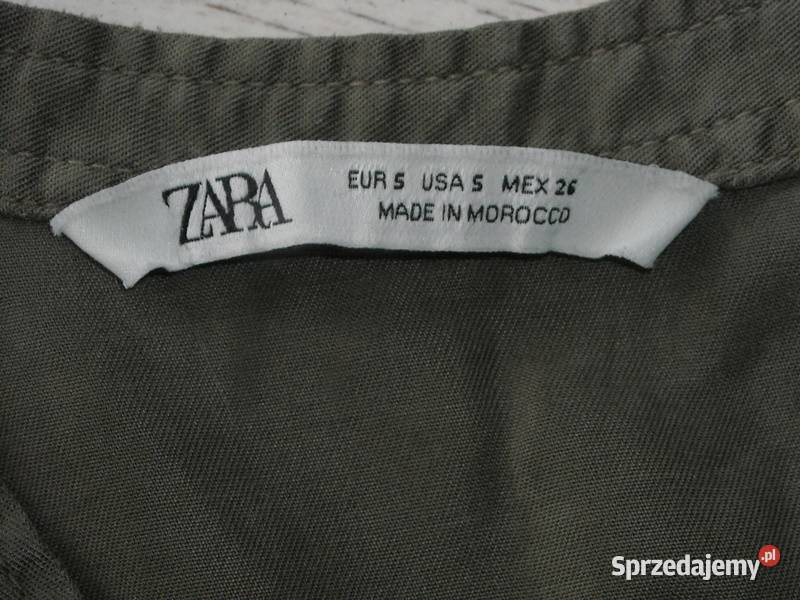 ZARA
EUR S USA S MEX 26
MADE IN MOROCCO
Sprzedajemy.pl